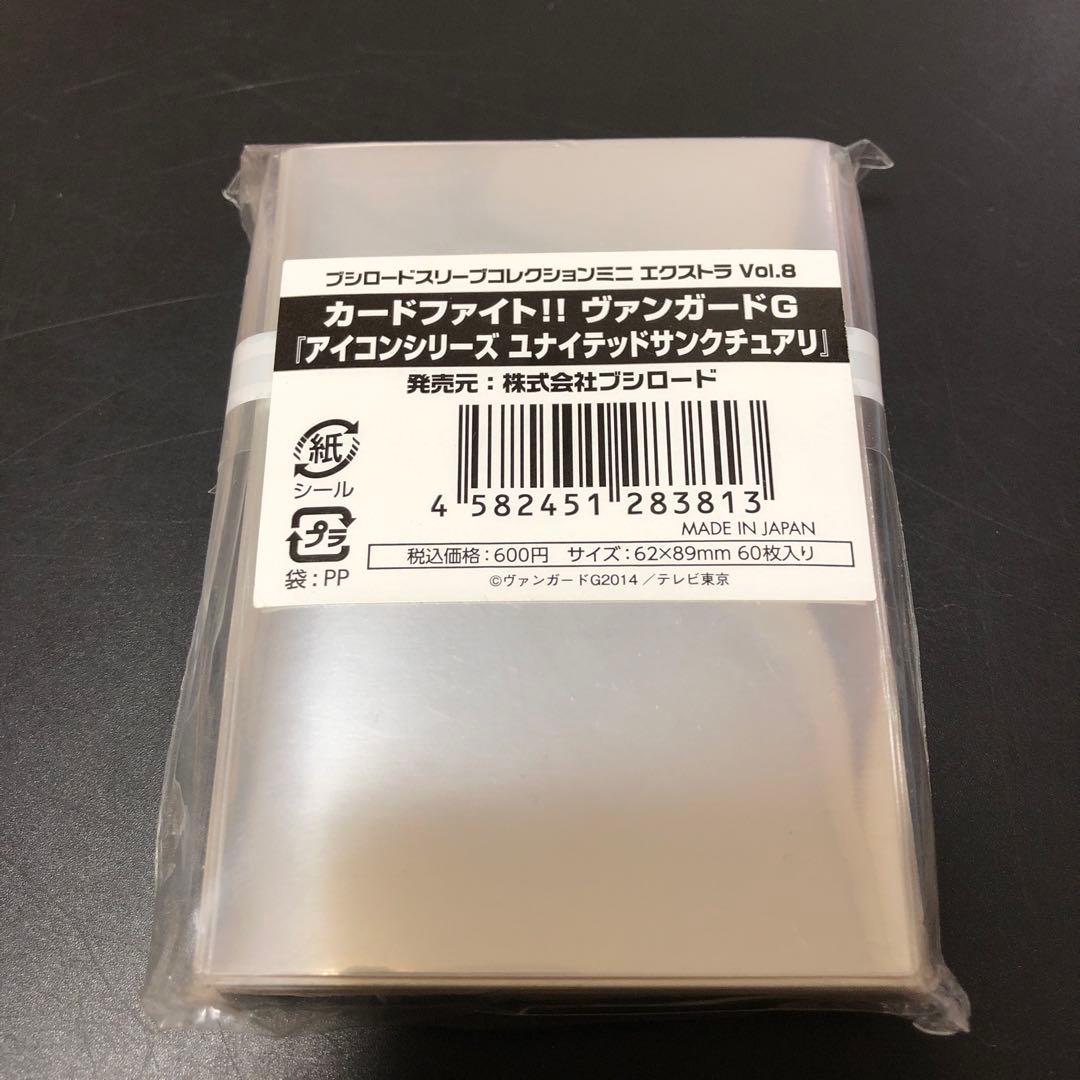 ブシロードスリーブコレクションミニ エクストラ Vol.8
カードファイト!! ヴァンガードG
『アイコンシリーズ ユナイテッドサンクチュアリ』
発売元：株式会社ブシロード
紙
シール
プラ
袋：PP
4 582451 283813
MADE IN JAPAN
税込価格：600円 サイズ：62×89mm 60枚入り
©ヴァンガードG2014／テレビ東京